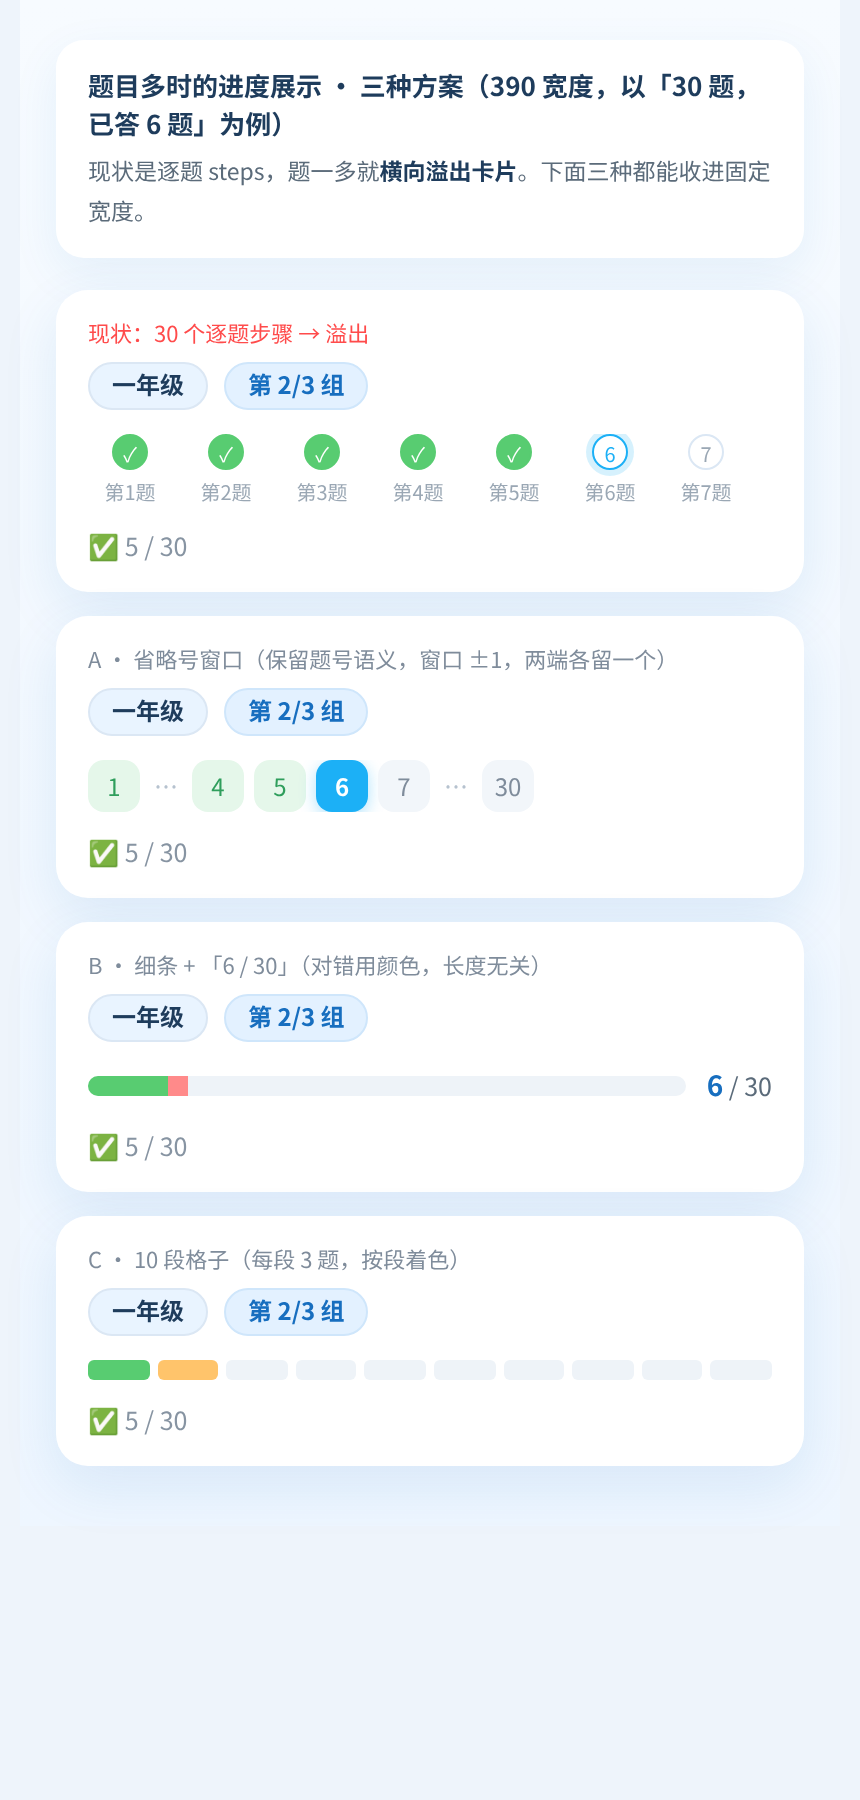 题目多时的进度展示 · 三种方案（390 宽度，以「30 题，
已答 6 题」为例）
现状是逐题 steps，题一多就横向溢出卡片。下面三种都能收进固定
宽度。
现状：30 个逐题步骤 → 溢出
一年级 第 2/3 组
✓ ✓ ✓ ✓ ✓ 6 7
第1题 第2题 第3题 第4题 第5题 第6题 第7题
✅ 5 / 30
A · 省略号窗口（保留题号语义，窗口 ±1，两端各留一个）
一年级 第 2/3 组
1 … 4 5 6 7 … 30
✅ 5 / 30
B · 细条 + 「6 / 30」（对错用颜色，长度无关）
一年级 第 2/3 组
6 / 30
✅ 5 / 30
C · 10 段格子（每段 3 题，按段着色）
一年级 第 2/3 组
✅ 5 / 30